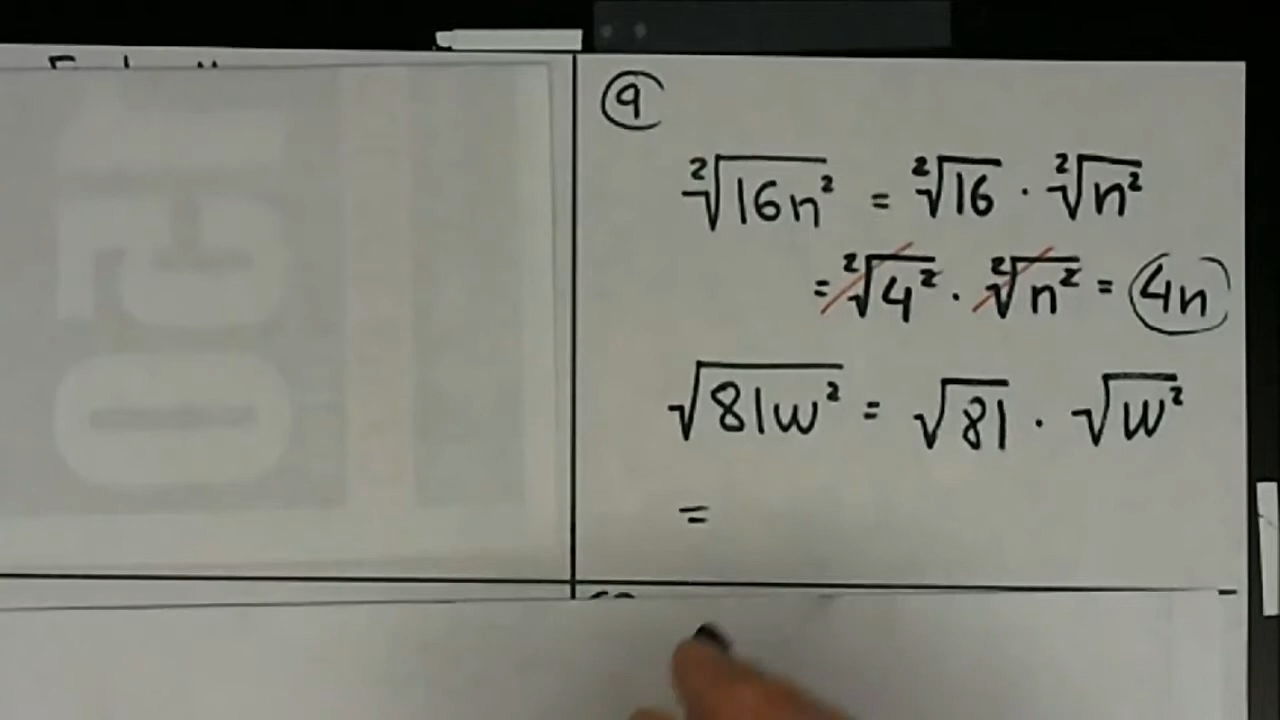 9
²√16n² = ²√16 · ²√n²
= ²√4² · ²√n² = 4n
√81w² = √81 · √w²
=